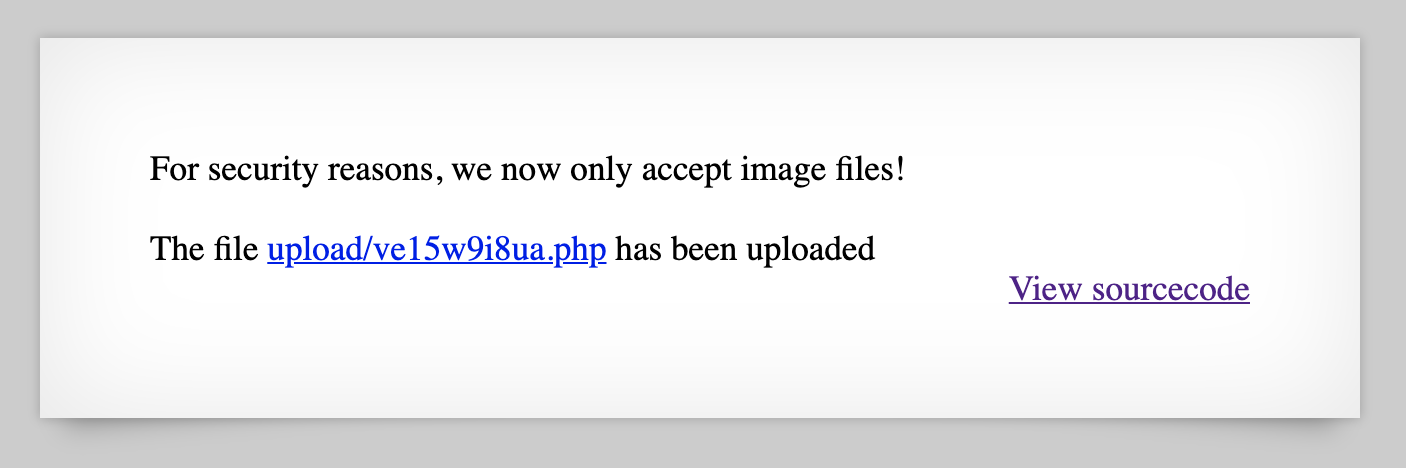 For security reasons, we now only accept image files!
The file upload/ve15w9i8ua.php has been uploaded
View sourcecode